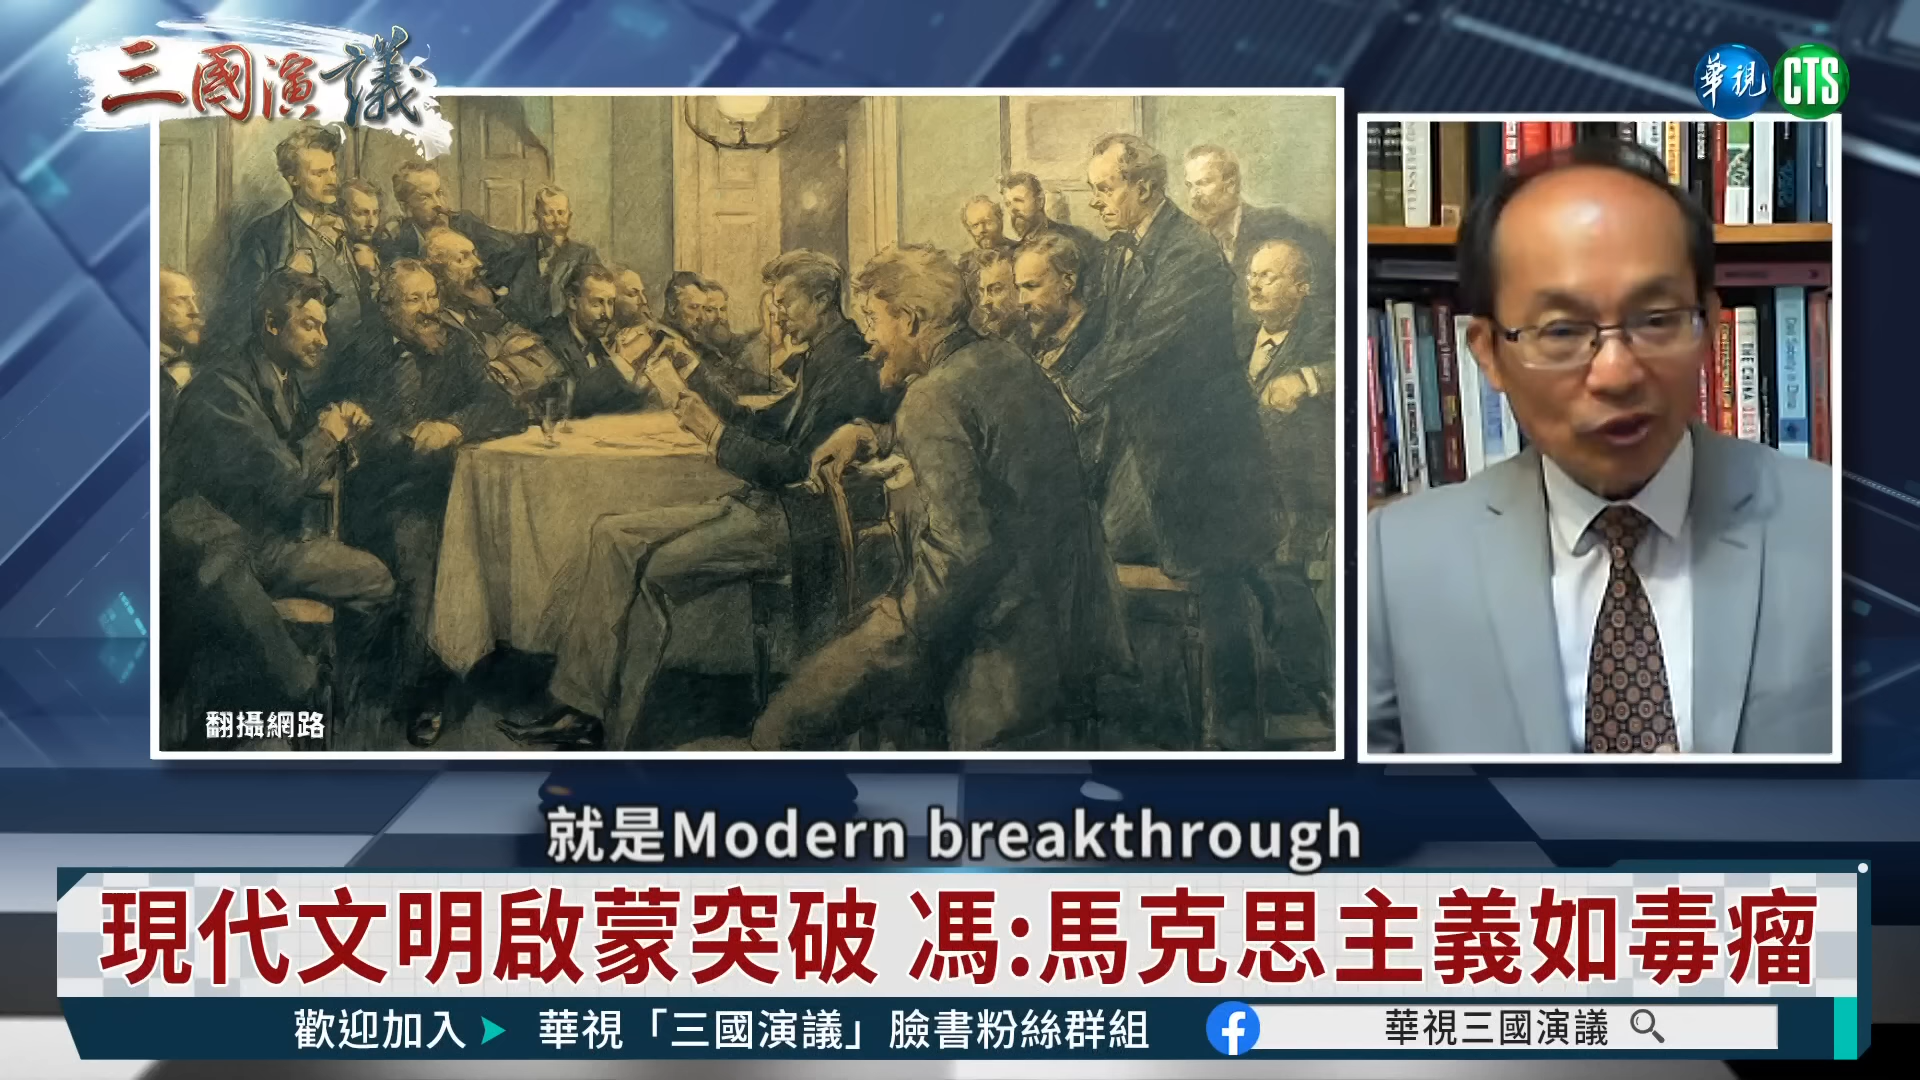 三國演議
華視 CTS
RUSSELL
THE CHINA
翻攝網路
就是Modern breakthrough
現代文明啟蒙突破 馮:馬克思主義如毒瘤
歡迎加入 華視「三國演議」臉書粉絲群組
華視三國演議